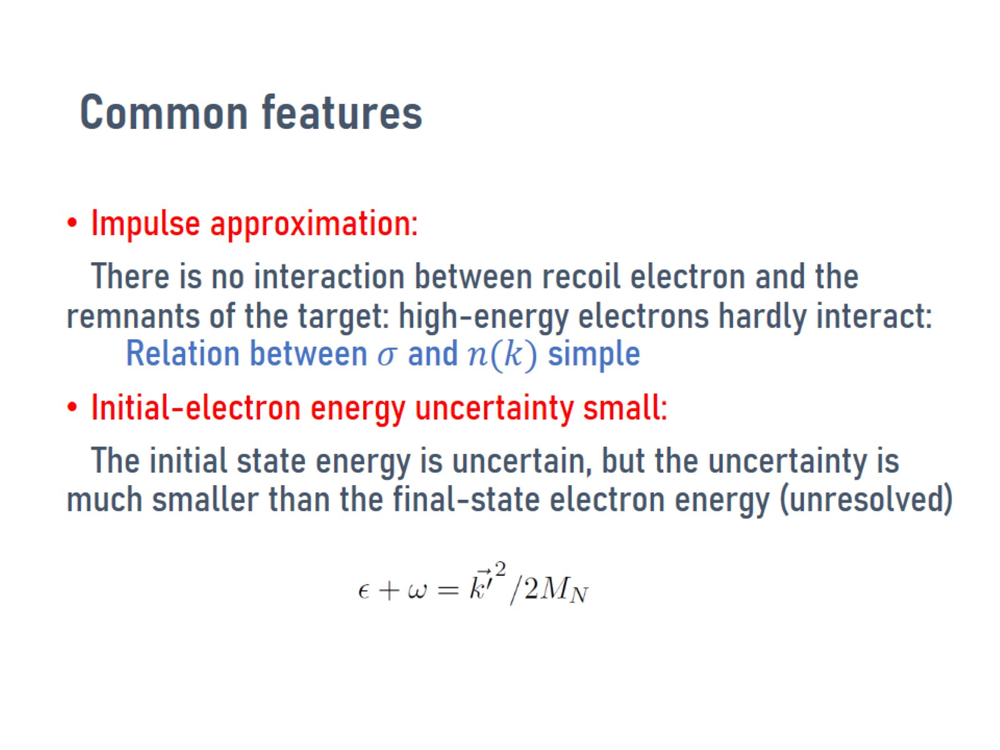 Common features
• Impulse approximation:
There is no interaction between recoil electron and the
remnants of the target: high-energy electrons hardly interact:
Relation between σ and n(k) simple
• Initial-electron energy uncertainty small:
The initial state energy is uncertain, but the uncertainty is
much smaller than the final-state electron energy (unresolved)
$\epsilon + \omega = \vec{k'}^2/2M_N$